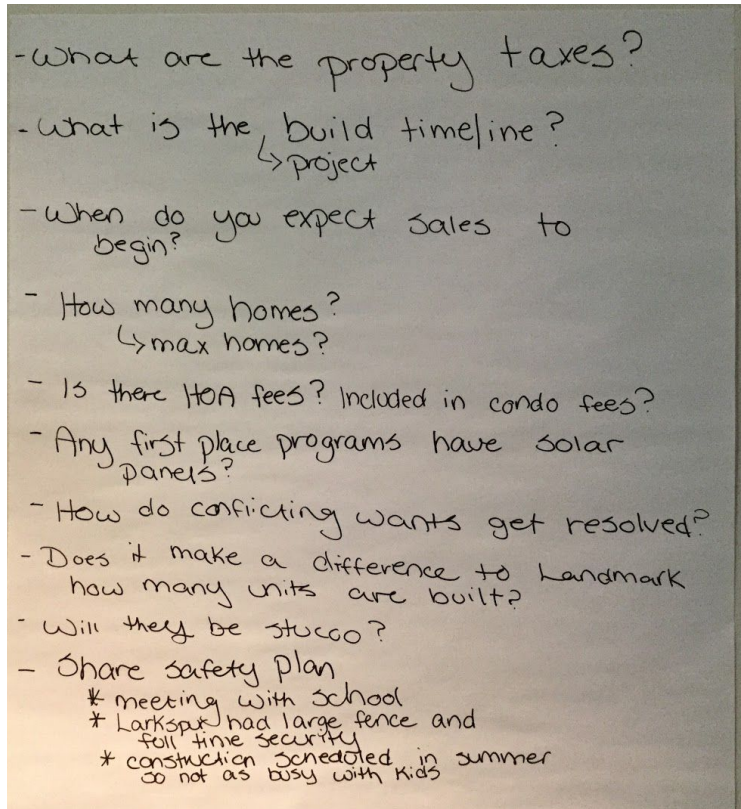 - What are the property taxes?
- What is the build timeline?
↳ project
- When do you expect sales to
begin?
- How many homes?
↳ max homes?
- Is there HOA fees? Included in condo fees?
- Any first place programs have solar
panels?
- How do conflicting wants get resolved?
- Does it make a difference to Landmark
how many units are built?
- Will they be stucco?
- Share safety plan
* meeting with school
* Larkspur had large fence and
full time security
* construction scheduled in summer
so not as busy with kids